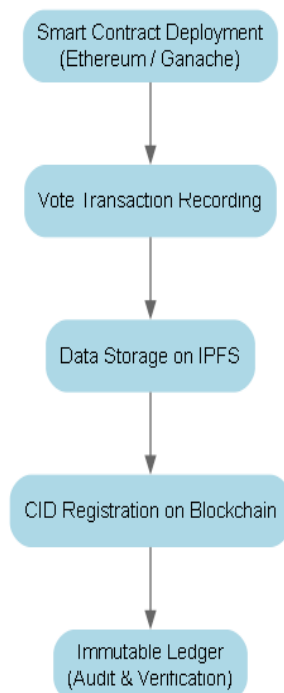 Smart Contract Deployment
(Ethereum / Ganache)
Vote Transaction Recording
Data Storage on IPFS
CID Registration on Blockchain
Immutable Ledger
(Audit & Verification)